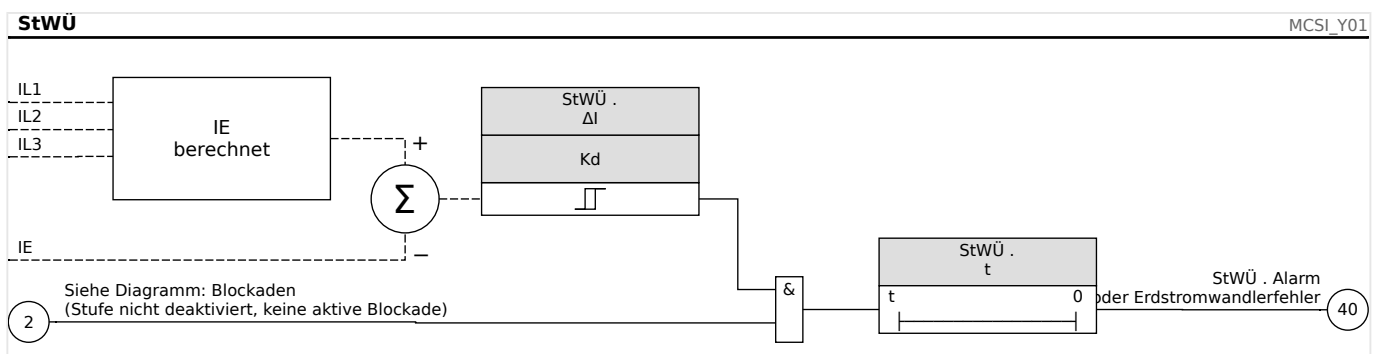 StWÜ
MCSI_Y01
IL1
IL2
IL3
IE
berechnet
+
Σ
StWÜ .
ΔI
Kd
IE
−
StWÜ .
t
t 0
&
Siehe Diagramm: Blockaden
(Stufe nicht deaktiviert, keine aktive Blockade)
2
StWÜ . Alarm
oder Erdstromwandlerfehler
40